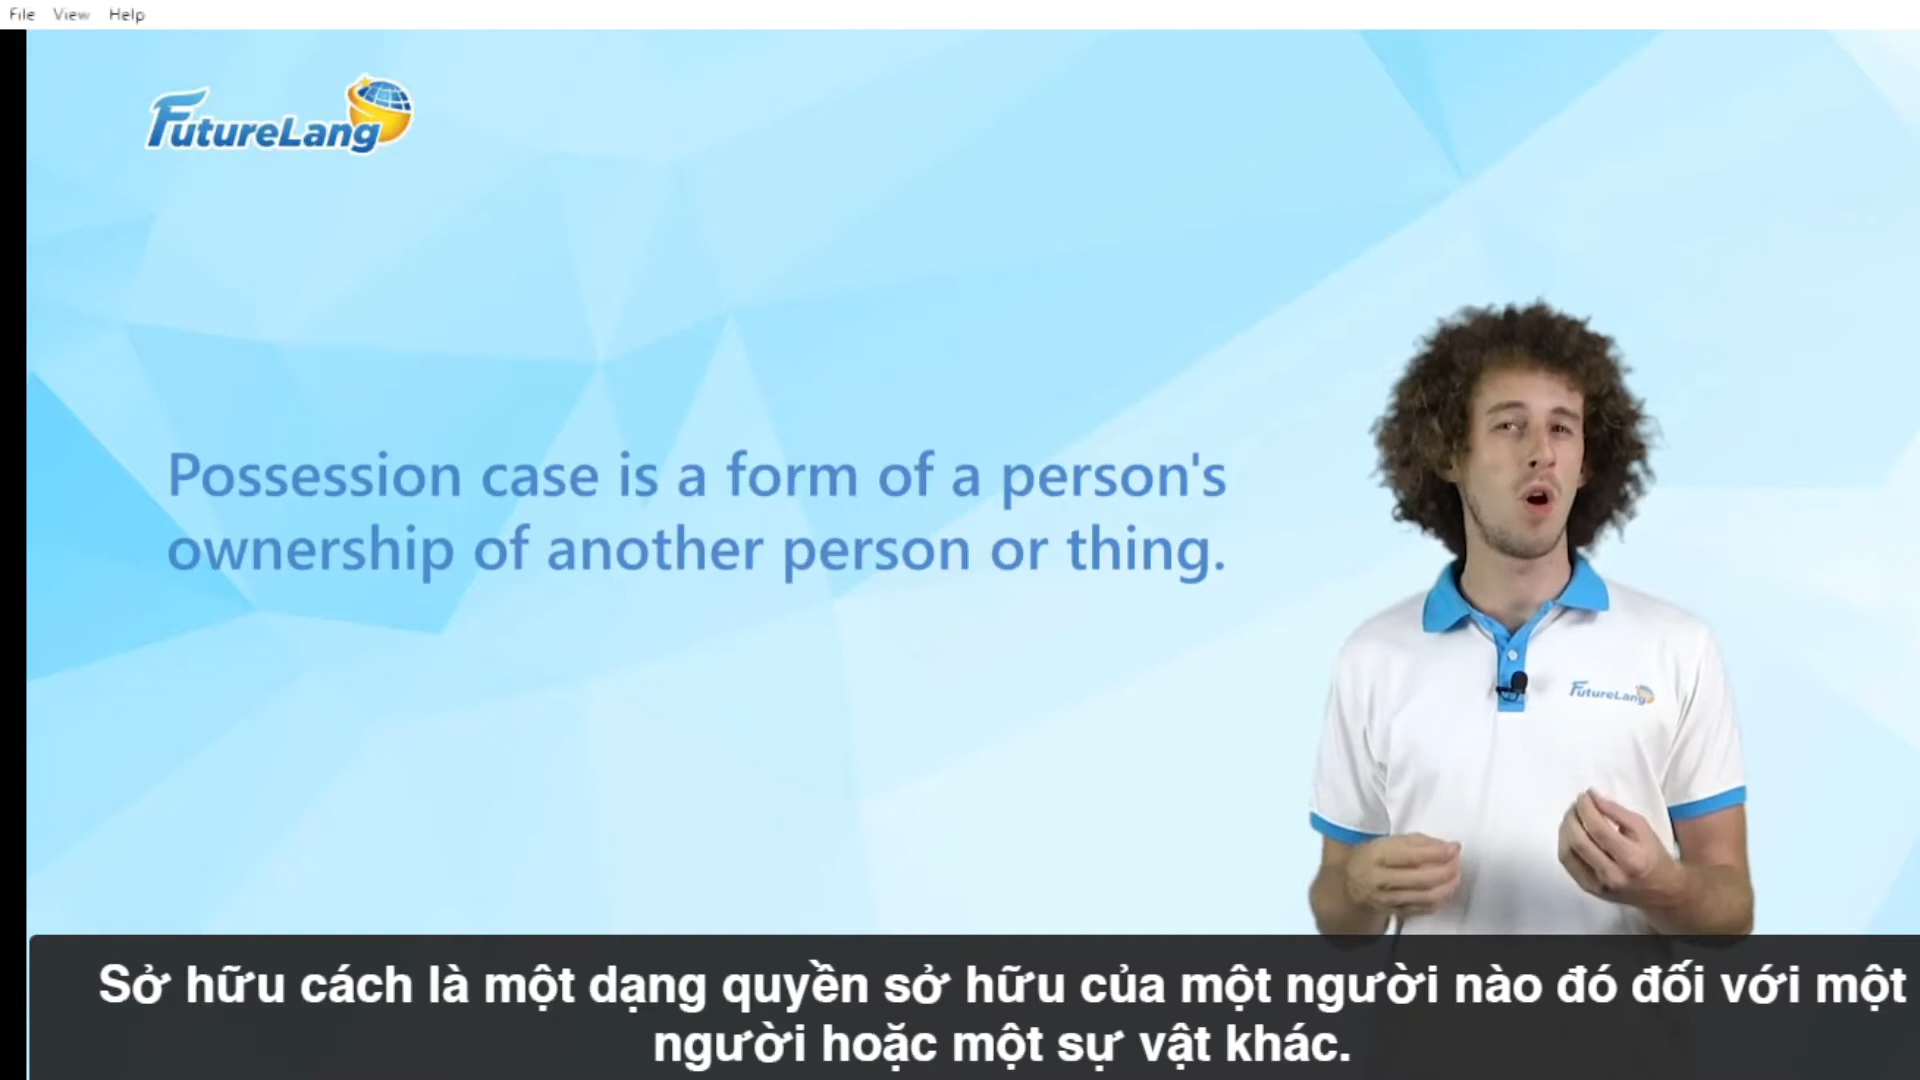 File View Help
FutureLang
Possession case is a form of a person's
ownership of another person or thing.
FutureLang
Sở hữu cách là một dạng quyền sở hữu của một người nào đó đối với một
người hoặc một sự vật khác.